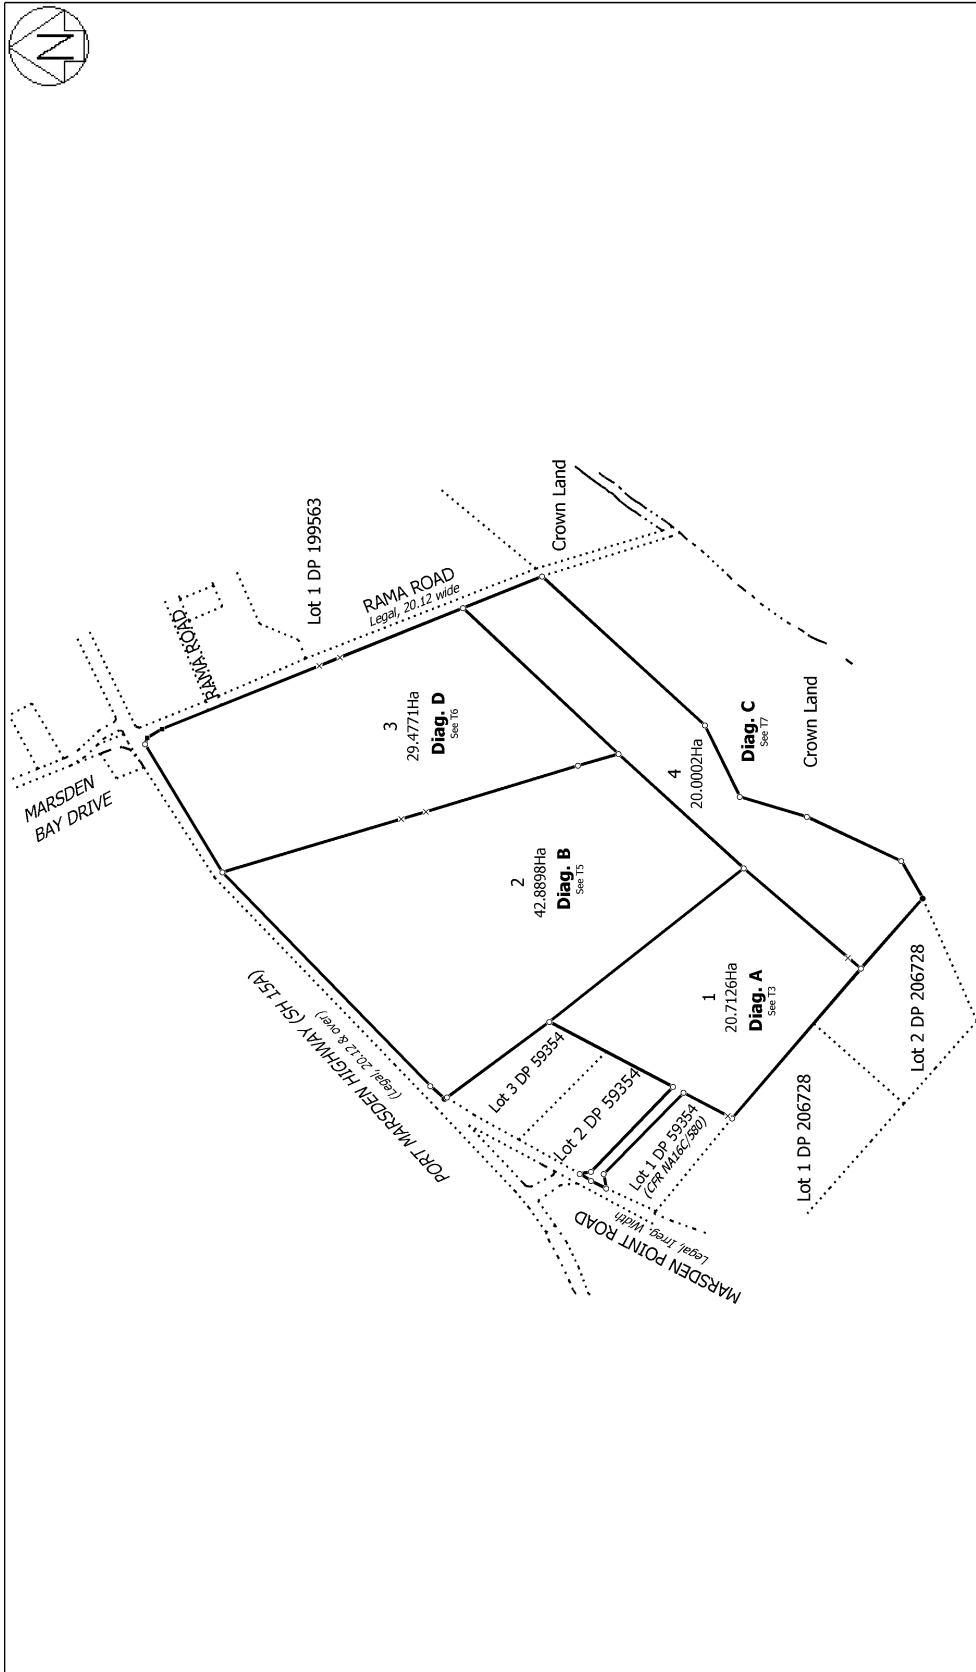 N
MARSDEN
BAY DRIVE
RAMA ROAD
Lot 1 DP 199563
RAMA ROAD
Legal, 20.12 wide
Crown Land
3
29.4771Ha
Diag. D
See T6
PORT MARSDEN HIGHWAY (SH 15A)
(Legal, 20.12 & over)
2
42.8898Ha
Diag. B
See T5
4
20.0002Ha
Diag. C
See T7
Crown Land
1
20.7126Ha
Diag. A
See T3
Lot 3 DP 59354
Lot 2 DP 59354
Lot 1 DP 59354
(CFR NA16C/580)
MARSDEN POINT ROAD
Legal, Irreg. Width
Lot 1 DP 206728
Lot 2 DP 206728